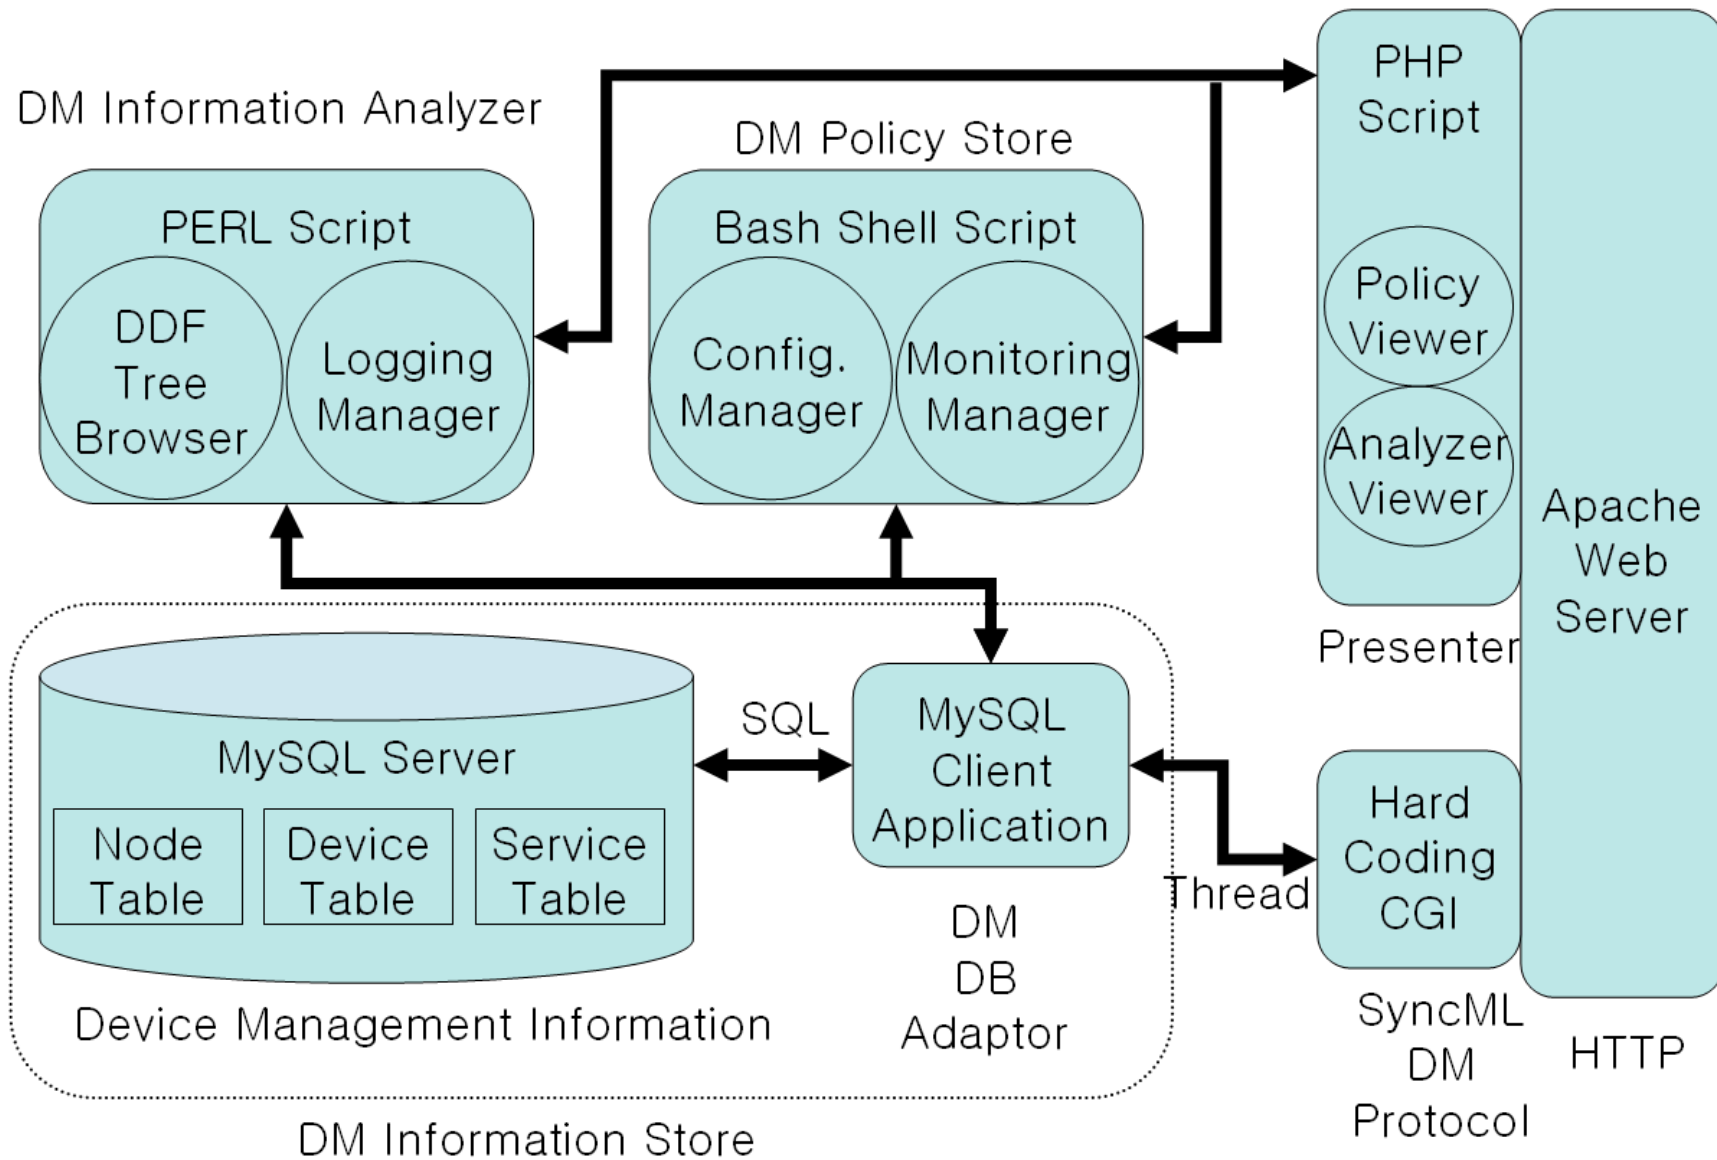 DM Information Analyzer
PERL Script
DDF
Tree
Browser
Logging
Manager
DM Policy Store
Bash Shell Script
Config.
Manager
Monitoring
Manager
PHP
Script
Policy
Viewer
Analyzer
Viewer
Presenter
Apache
Web
Server
HTTP
MySQL Server
Node
Table
Device
Table
Service
Table
Device Management Information
SQL
MySQL
Client
Application
DM
DB
Adaptor
DM Information Store
Thread
Hard
Coding
CGI
SyncML
DM
Protocol